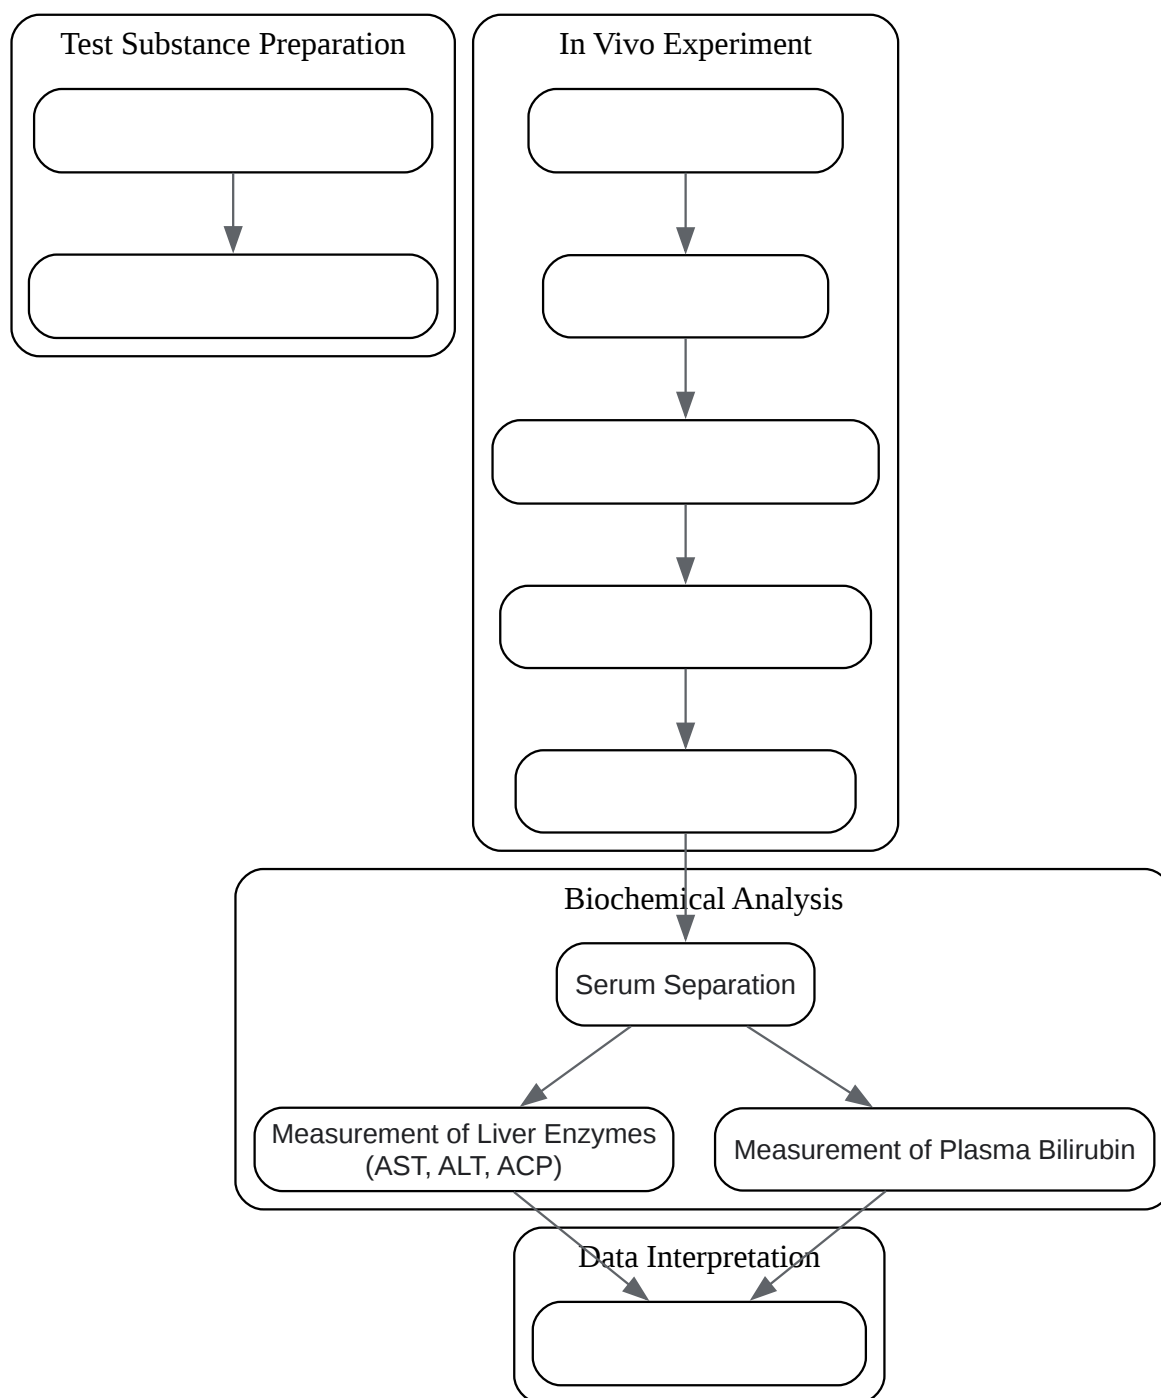 Test Substance Preparation
In Vivo Experiment
Biochemical Analysis
Serum Separation
Measurement of Liver Enzymes
(AST, ALT, ACP)
Measurement of Plasma Bilirubin
Data Interpretation